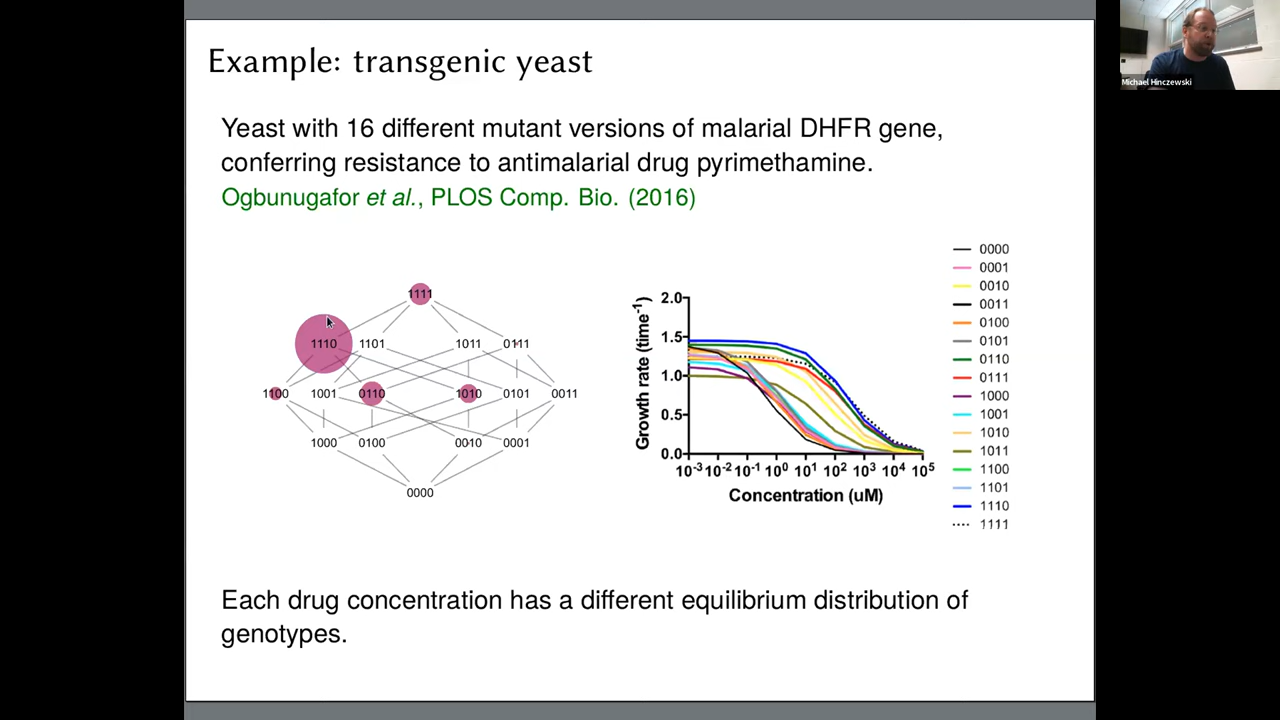 Example: transgenic yeast
Michael Hinczewski
Yeast with 16 different mutant versions of malarial DHFR gene,
conferring resistance to antimalarial drug pyrimethamine.
Ogbunugafor et al., PLOS Comp. Bio. (2016)
1111
1110 1101 1011 0111
1100 1001 0110 1010 0101 0011
1000 0100 0010 0001
0000
Growth rate (time⁻¹)
2.0
1.5
1.0
0.5
0.0
10⁻³ 10⁻² 10⁻¹ 10⁰ 10¹ 10² 10³ 10⁴ 10⁵
Concentration (uM)
0000
0001
0010
0011
0100
0101
0110
0111
1000
1001
1010
1011
1100
1101
1110
1111
Each drug concentration has a different equilibrium distribution of
genotypes.